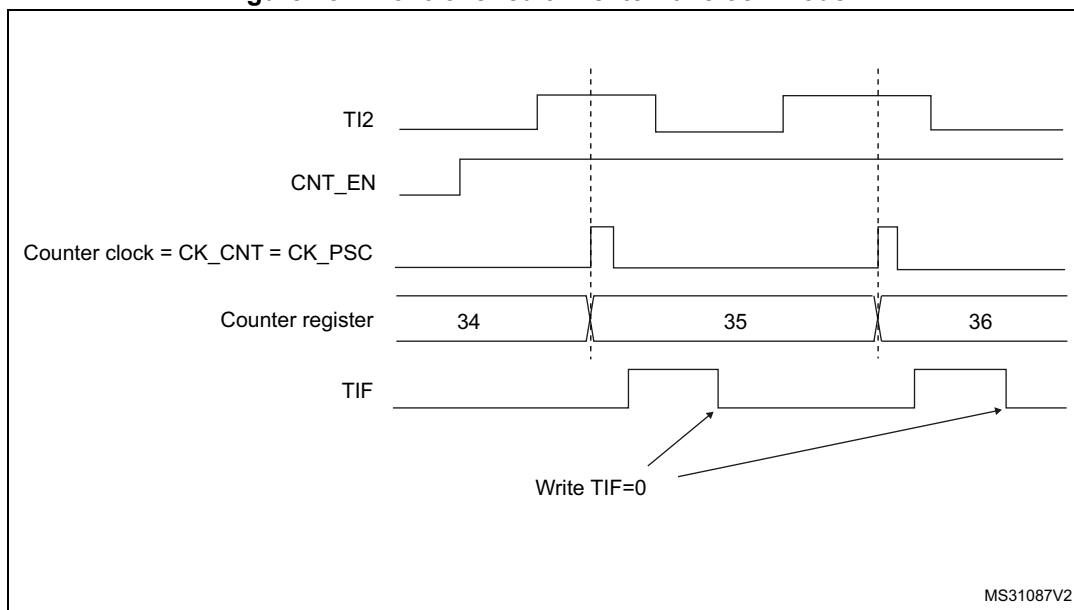 TI2
CNT_EN
Counter clock = CK_CNT = CK_PSC
Counter register
34
35
36
TIF
Write TIF=0
MS31087V2